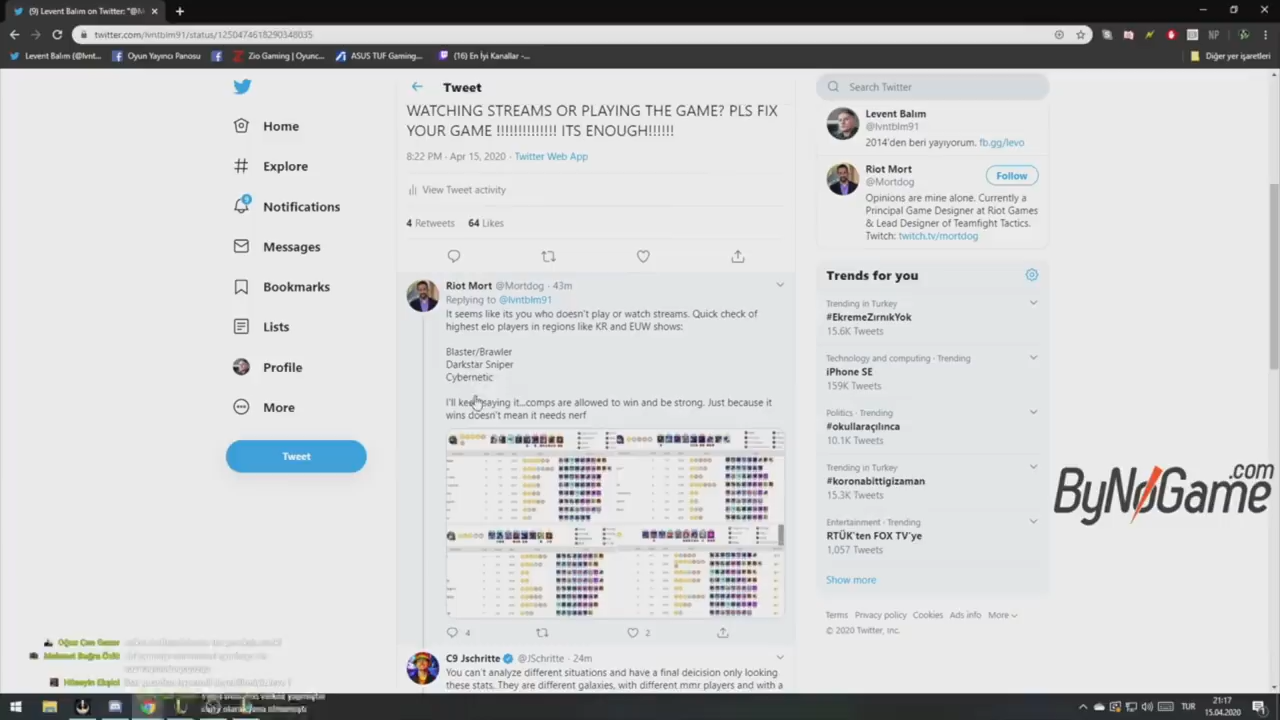 (9) Levent Balım on Twitter: "@M
twitter.com/lvntblm91/status/1250474618290348035
Levent Balım (@lvnt...
Oyun Yayıncı Panosu
Zio Gaming | Oyunc...
ASUS TUF Gaming...
(16) En İyi Kanallar -...
Diğer yer işaretleri
Home
Explore
Notifications
Messages
Bookmarks
Lists
Profile
More
Tweet
Tweet
WATCHING STREAMS OR PLAYING THE GAME? PLS FIX
YOUR GAME !!!!!!!!!!!!!! ITS ENOUGH!!!!!!
8:22 PM · Apr 15, 2020 · Twitter Web App
View Tweet activity
4 Retweets 64 Likes
Riot Mort @Mortdog · 43m
Replying to @lvntblm91
It seems like its you who doesn't play or watch streams. Quick check of
highest elo players in regions like KR and EUW shows:
Blaster/Brawler
Darkstar Sniper
Cybernetic
I'll keep saying it...comps are allowed to win and be strong. Just because it
wins doesn't mean it needs nerf
4
2
C9 Jschritte @JSchritte · 24m
You can't analyze different situations and have a final deicision only looking
these stats. They are different galaxies, with different mmr players and with a
Search Twitter
Levent Balım
@lvntblm91
2014'den beri yayıyorum. fb.gg/levo
Riot Mort
@Mortdog
Follow
Opinions are mine alone. Currently a
Principal Game Designer at Riot Games
& Lead Designer of Teamfight Tactics.
Twitch: twitch.tv/mortdog
Trends for you
Trending in Turkey
#EkremeZırnıkYok
15.6K Tweets
Technology and computing · Trending
iPhone SE
159K Tweets
Politics · Trending
#okullaraçılınca
10.1K Tweets
Trending in Turkey
#koronabittigizaman
15.3K Tweets
Entertainment · Trending
RTÜK'ten FOX TV'ye
1,057 Tweets
Show more
Terms Privacy policy Cookies Ads info More
© 2020 Twitter, Inc.
ByNoGame.com
Oğuz Can Gezer
Mehmet Buğra Özlü
Hüseyin Ekşici
TUR
21:17
15.04.2020